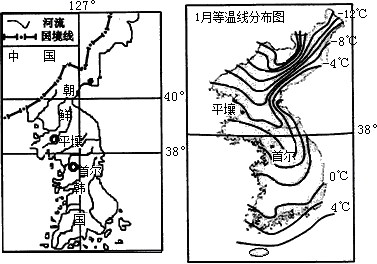 127°
河流
国境线
中 国
40°
朝
鲜
平壤
38°
首尔
韩
国
1月等温线分布图
-12℃
-8℃
-4℃
平壤
38°
首尔
0℃
4℃